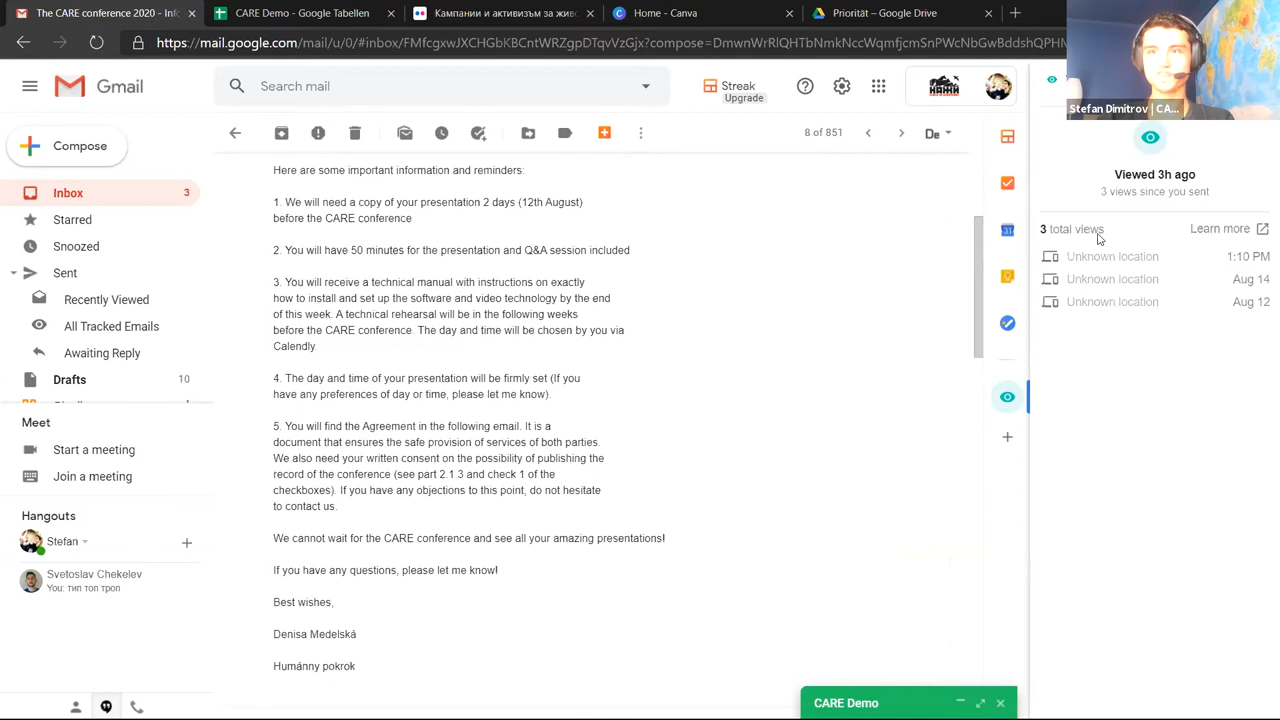 The CARE conference 2020 - Info
CARE Demo - Google Tabellen
Кампании и активизъм за жив
Home - Canva
Prioritäten – Google Drive
https://mail.google.com/mail/u/0/#inbox/FMfcgxwJXCHGbKBCntWRZgpDTqvVzGjx?compose=DmwnWrRlQHTbNmkNccWqmfjcmSnPWcNbGwBddshQPHM
Gmail
Search mail
Streak
Upgrade
Stefan Dimitrov | CA...
Compose
8 of 851
De
Inbox 3
Starred
Snoozed
Sent
Recently Viewed
All Tracked Emails
Awaiting Reply
Drafts 10
Meet
Start a meeting
Join a meeting
Hangouts
Stefan
Svetoslav Chekelev
You: тип топ троп
Here are some important information and reminders:
1. We will need a copy of your presentation 2 days (12th August)
before the CARE conference
2. You will have 50 minutes for the presentation and Q&A session included
3. You will receive a technical manual with instructions on exactly
how to install and set up the software and video technology by the end
of this week. A technical rehearsal will be in the following weeks
before the CARE conference. The day and time will be chosen by you via
Calendly.
4. The day and time of your presentation will be firmly set (If you
have any preferences of day or time, please let me know).
5. You will find the Agreement in the following email. It is a
document that ensures the safe provision of services of both parties.
We also need your written consent on the possibility of publishing the
record of the conference (see part 2.1.3 and check 1 of the
checkboxes). If you have any objections to this point, do not hesitate
to contact us.
We cannot wait for the CARE conference and see all your amazing presentations!
If you have any questions, please let me know!
Best wishes,
Denisa Medelská
Humánny pokrok
31
Viewed 3h ago
3 views since you sent
3 total views Learn more
Unknown location 1:10 PM
Unknown location Aug 14
Unknown location Aug 12
CARE Demo